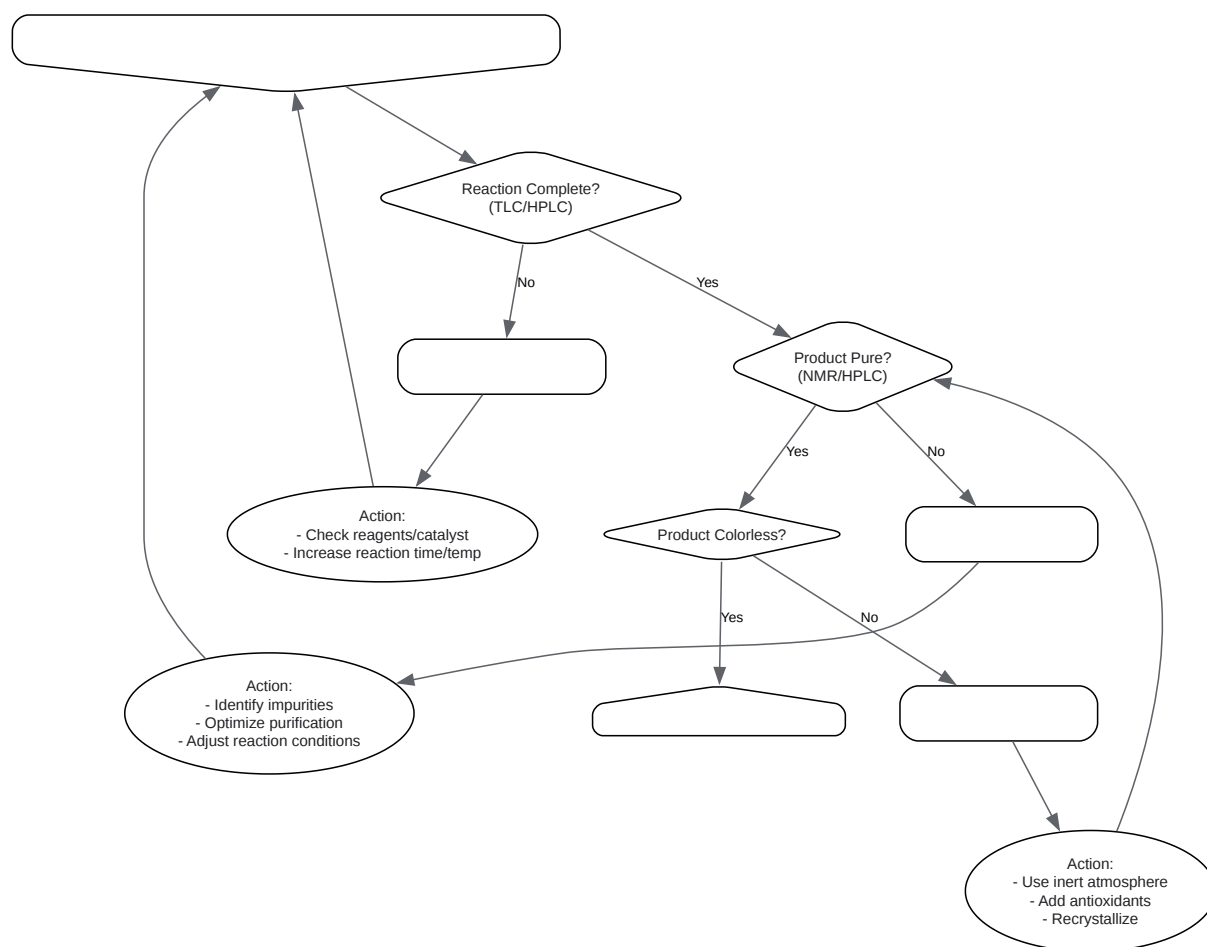 Reaction Complete?
(TLC/HPLC)
No
Yes
Product Pure?
(NMR/HPLC)
Yes
No
Action:
- Check reagents/catalyst
- Increase reaction time/temp
Product Colorless?
Yes
No
Action:
- Identify impurities
- Optimize purification
- Adjust reaction conditions
Action:
- Use inert atmosphere
- Add antioxidants
- Recrystallize